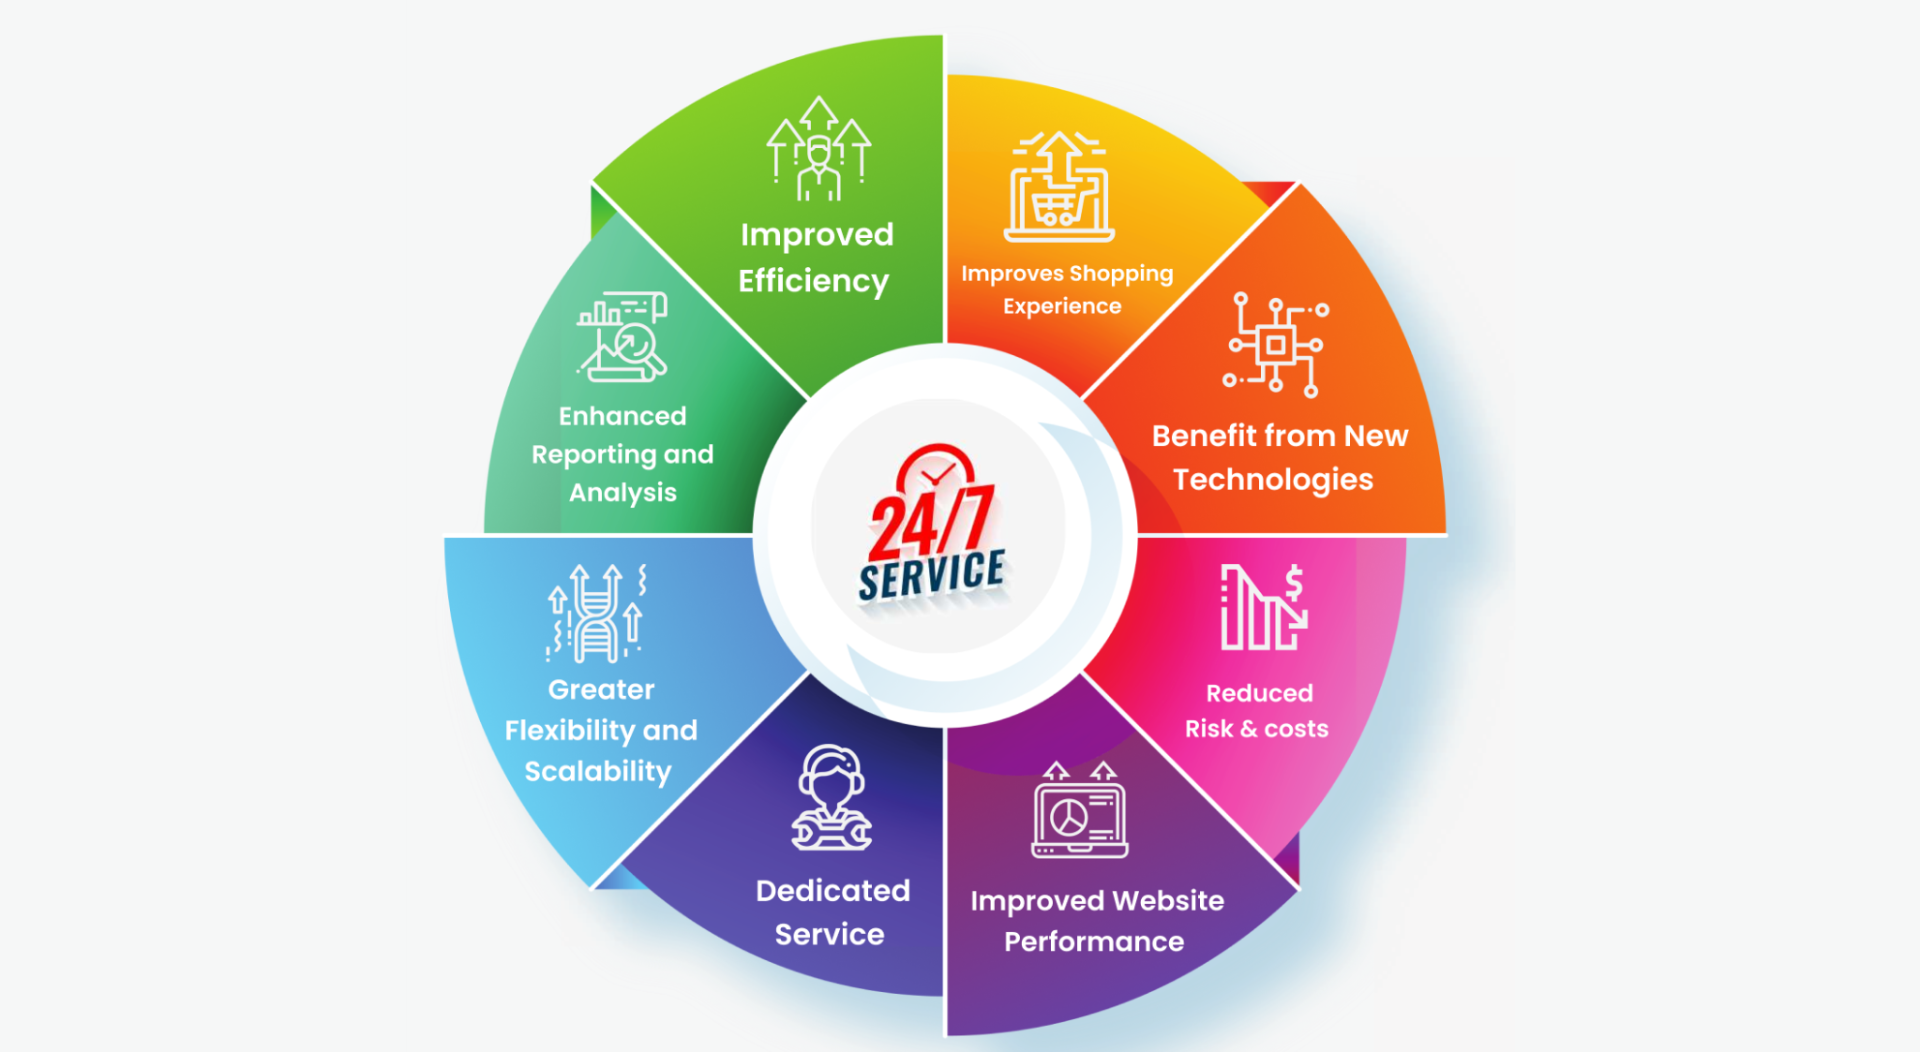 Improved
Efficiency
Improves Shopping
Experience
Benefit from New
Technologies
Reduced
Risk & costs
Improved Website
Performance
Dedicated
Service
Greater
Flexibility and
Scalability
Enhanced
Reporting and
Analysis
24/7
SERVICE